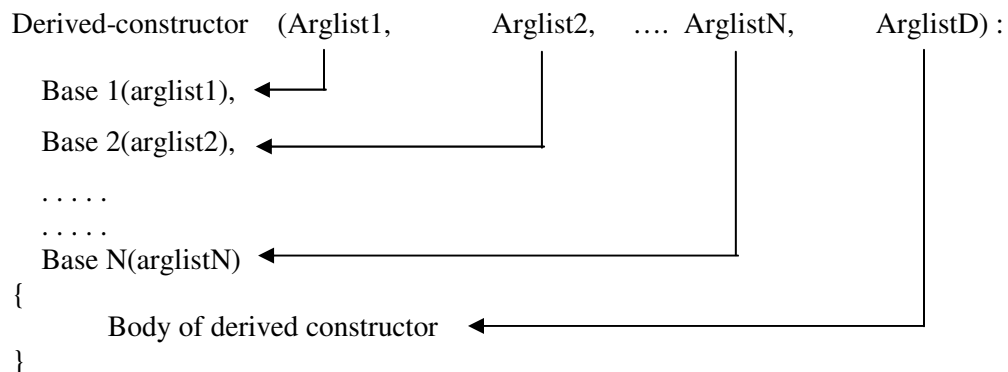 Derived-constructor (Arglist1, Arglist2, …. ArglistN, ArglistD) :
Base 1(arglist1),
Base 2(arglist2),
. . . . .
. . . . .
Base N(arglistN)
{
Body of derived constructor
}